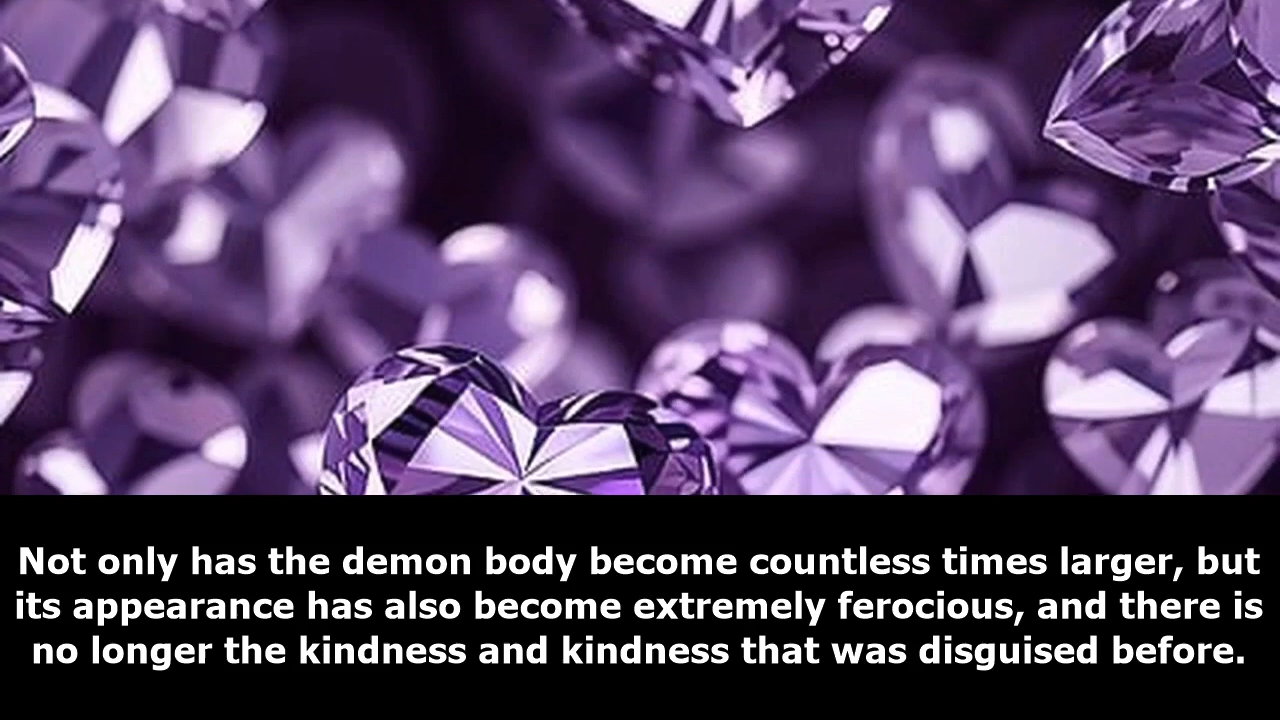 Not only has the demon body become countless times larger, but
its appearance has also become extremely ferocious, and there is
no longer the kindness and kindness that was disguised before.